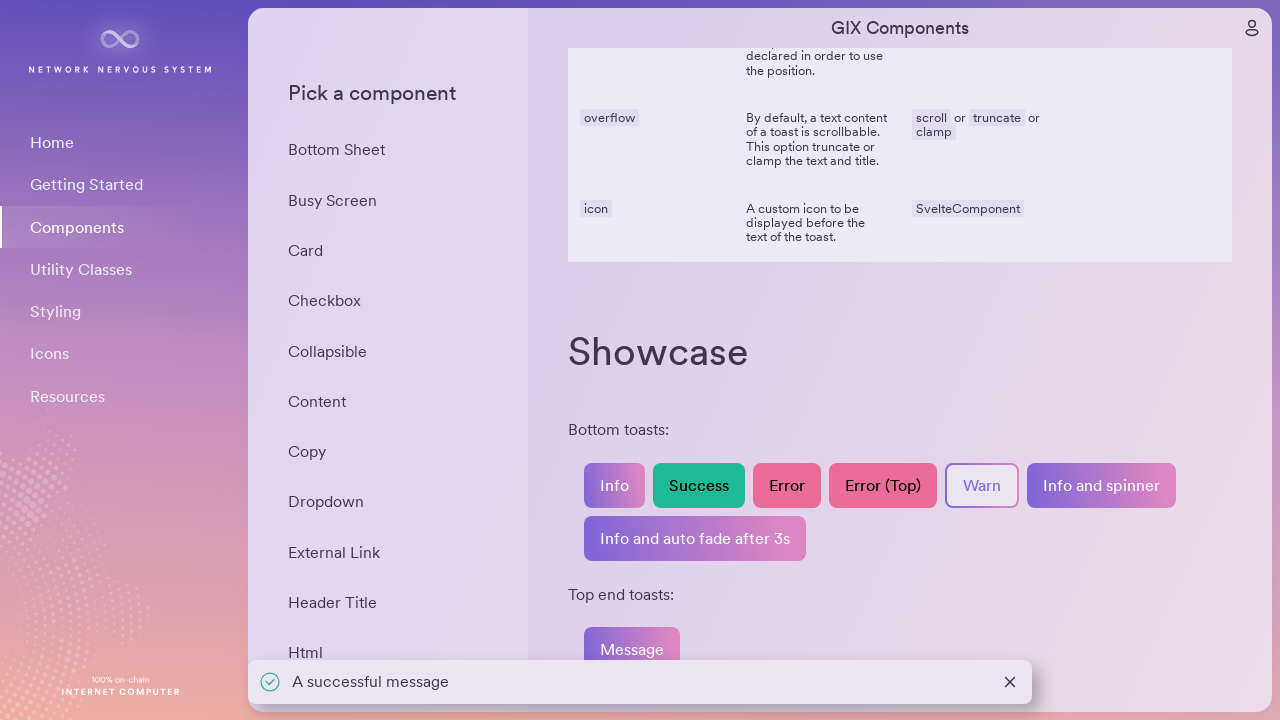 NETWORK NERVOUS SYSTEM
Home
Getting Started
Components
Utility Classes
Styling
Icons
Resources
100% on-chain
INTERNET COMPUTER
Pick a component
Bottom Sheet
Busy Screen
Card
Checkbox
Collapsible
Content
Copy
Dropdown
External Link
Header Title
Html
GIX Components
declared in order to use
the position.
overflow
By default, a text content
of a toast is scrollbable.
This option truncate or
clamp the text and title.
scroll or truncate or
clamp
icon
A custom icon to be
displayed before the
text of the toast.
SvelteComponent
Showcase
Bottom toasts:
Info
Success
Error
Error (Top)
Warn
Info and spinner
Info and auto fade after 3s
Top end toasts:
Message
A successful message